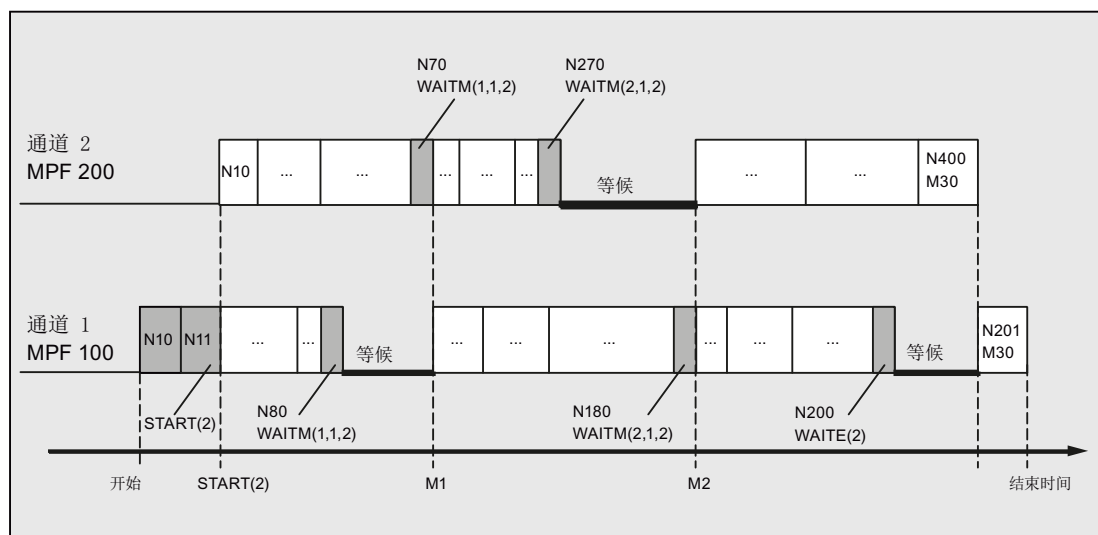 N70
WAITM(1,1,2)
N270
WAITM(2,1,2)
通道 2
MPF 200
N10
...
...
...
...
...
等候
...
...
N400
M30
通道 1
MPF 100
N10
N11
...
...
等候
...
...
...
...
...
...
等候
N201
M30
START(2)
N80
WAITM(1,1,2)
N180
WAITM(2,1,2)
N200
WAITE(2)
开始
START(2)
M1
M2
结束时间